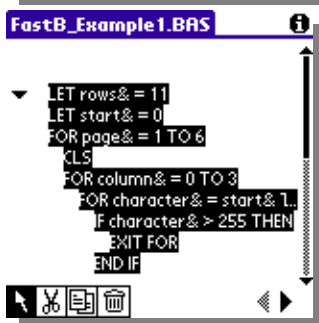 FastB_Example1.BAS
LET rows& = 11
LET start& = 0
FOR page& = 1 TO 6
CLS
FOR column& = 0 TO 3
FOR character& = start& T..
IF character& > 255 THEN
EXIT FOR
END IF